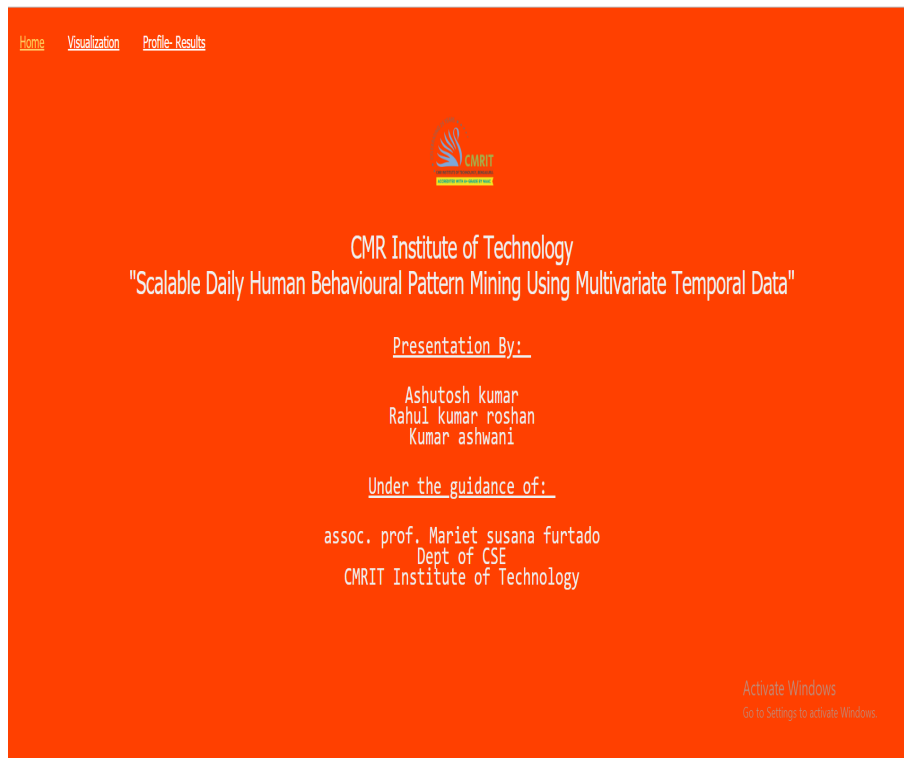 Home Visualization Profile- Results
CMRIT
CMR Institute of Technology
"Scalable Daily Human Behavioural Pattern Mining Using Multivariate Temporal Data"
Presentation By:
Ashutosh kumar
Rahul kumar roshan
Kumar ashwani
Under the guidance of:
assoc. prof. Mariet susana furtado
Dept of CSE
CMRIT Institute of Technology
Activate Windows
Go to Settings to activate Windows.